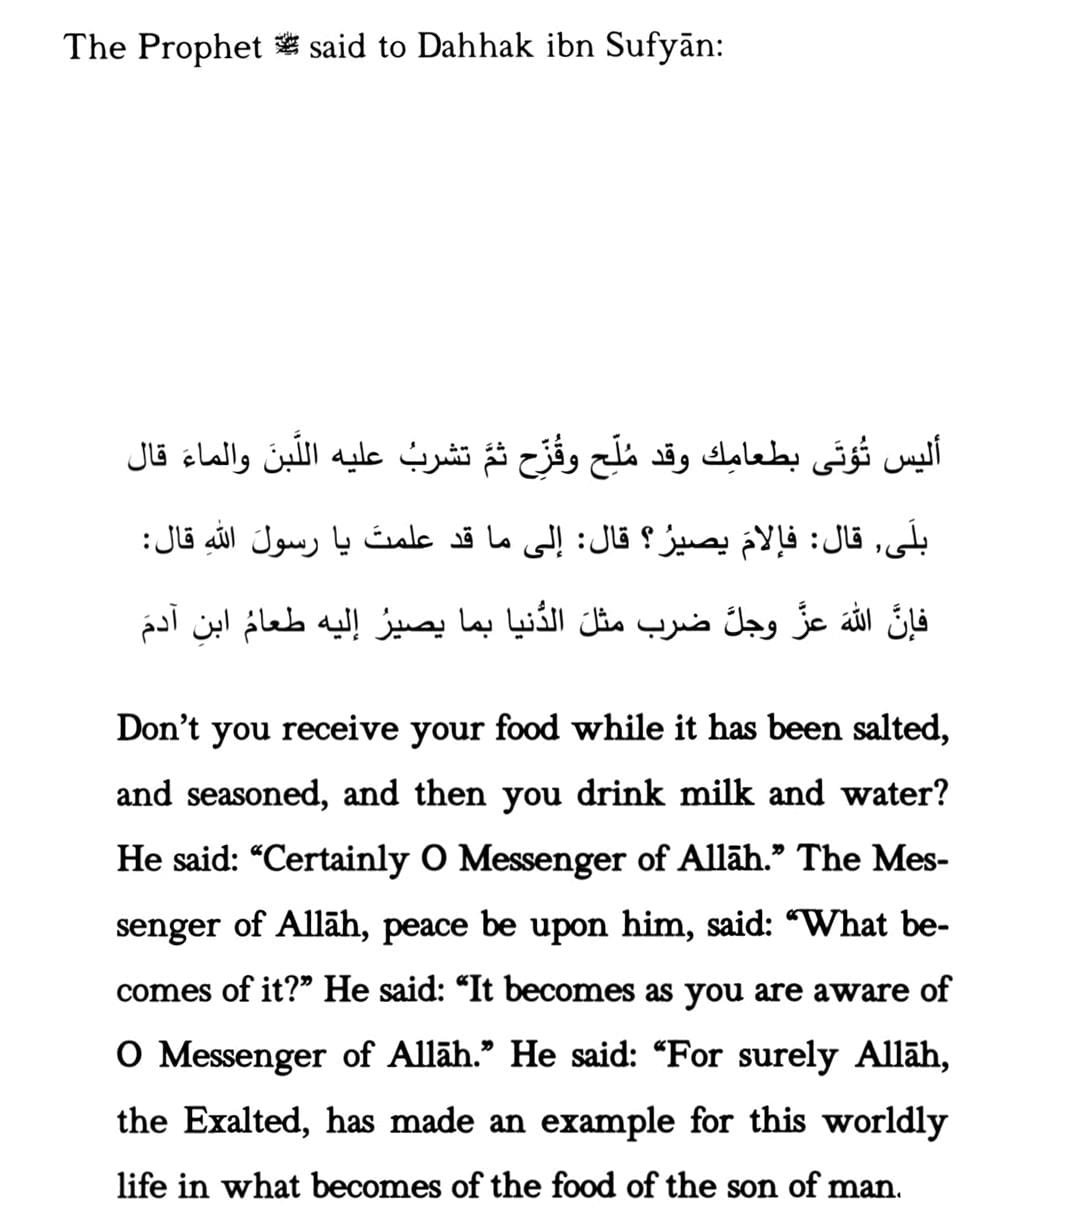 The Prophet ﷺ said to Dahhak ibn Sufyān:
أليس تُؤتَى بطعامِك وقد مُلِّح وقُزِّح ثمَّ تشربُ عليه اللَّبنَ والماءَ قال
بلَى, قال: فإلامَ يصيرُ ؟ قال: إلى ما قد علمتَ يا رسولَ اللهِ قال:
فإنَّ اللهَ عزَّ وجلَّ ضرب مثلَ الدُّنيا بما يصيرُ إليه طعامُ ابنِ آدمَ
Don’t you receive your food while it has been salted,
and seasoned, and then you drink milk and water?
He said: “Certainly O Messenger of Allāh.” The Mes-
senger of Allāh, peace be upon him, said: “What be-
comes of it?” He said: “It becomes as you are aware of
O Messenger of Allāh.” He said: “For surely Allāh,
the Exalted, has made an example for this worldly
life in what becomes of the food of the son of man.